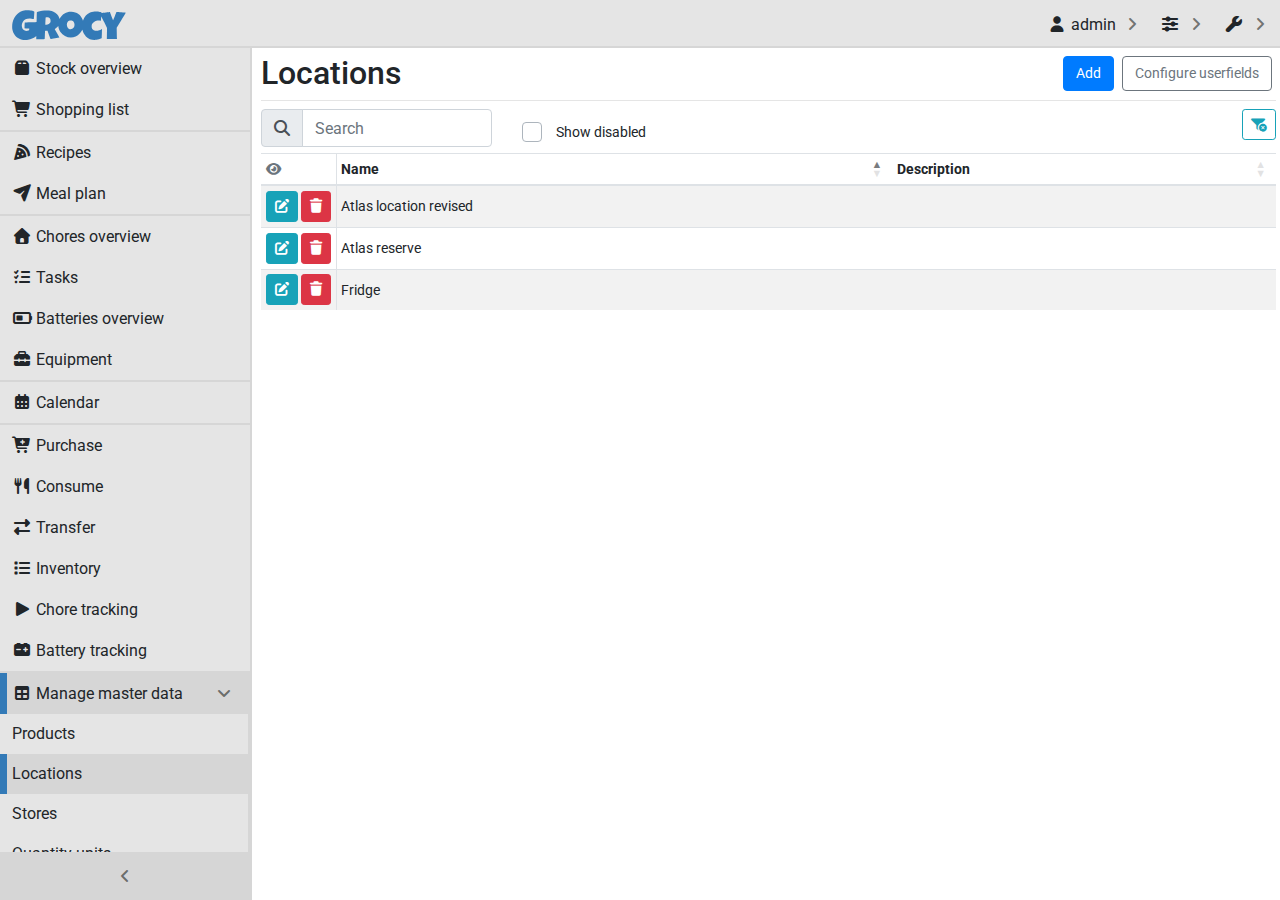 GROCY
admin
Stock overview
Shopping list
Recipes
Meal plan
Chores overview
Tasks
Batteries overview
Equipment
Calendar
Purchase
Consume
Transfer
Inventory
Chore tracking
Battery tracking
Manage master data
Products
Locations
Stores
Quantity units
Locations
Add
Configure userfields
Search
Show disabled
Name
Description
Atlas location revised
Atlas reserve
Fridge